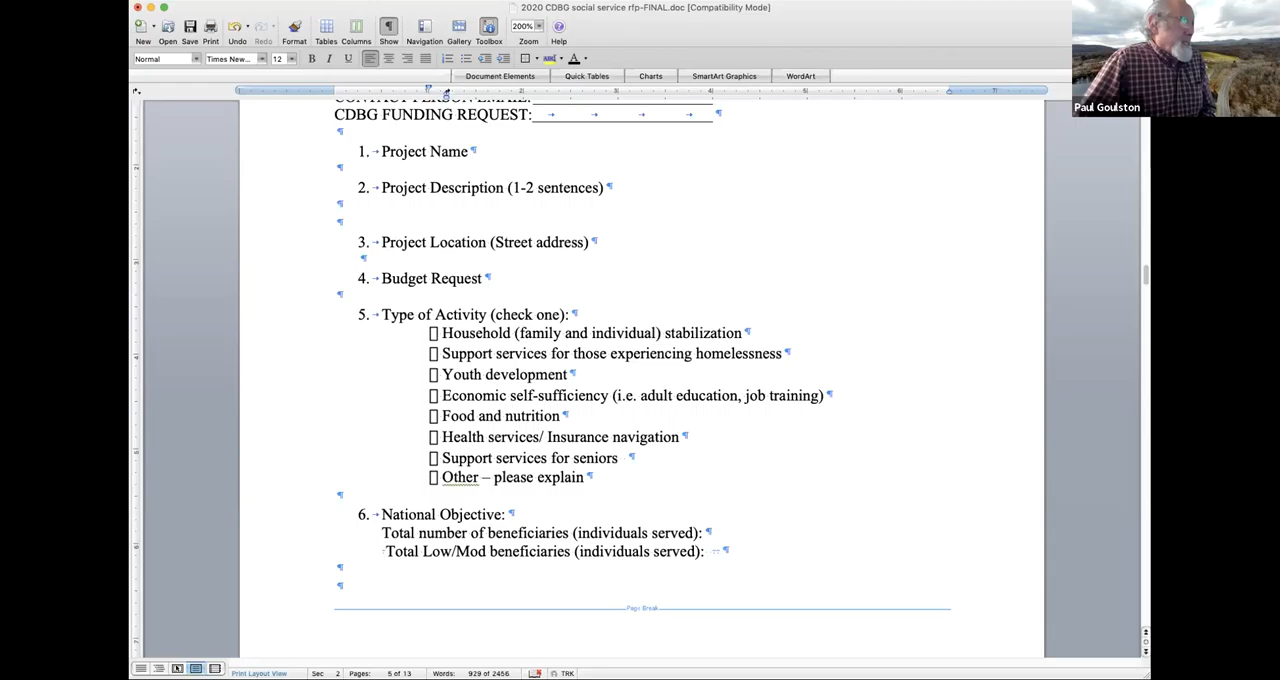 2020 CDBG social service rfp-FINAL.doc [Compatibility Mode]
200%
New Open Save Print Undo Redo Format Tables Columns Show Navigation Gallery Toolbox Zoom Help
Normal Times New... 12 B I U
Document Elements Quick Tables Charts SmartArt Graphics WordArt
Paul Goulston
CONTACT PERSON EMAIL:
CDBG FUNDING REQUEST:
1. Project Name
2. Project Description (1-2 sentences)
3. Project Location (Street address)
4. Budget Request
5. Type of Activity (check one):
Household (family and individual) stabilization
Support services for those experiencing homelessness
Youth development
Economic self-sufficiency (i.e. adult education, job training)
Food and nutrition
Health services/ Insurance navigation
Support services for seniors
Other – please explain
6. National Objective:
Total number of beneficiaries (individuals served):
Total Low/Mod beneficiaries (individuals served):
Page Break
Print Layout View Sec 2 Pages: 5 of 13 Words: 929 of 2456 TRK